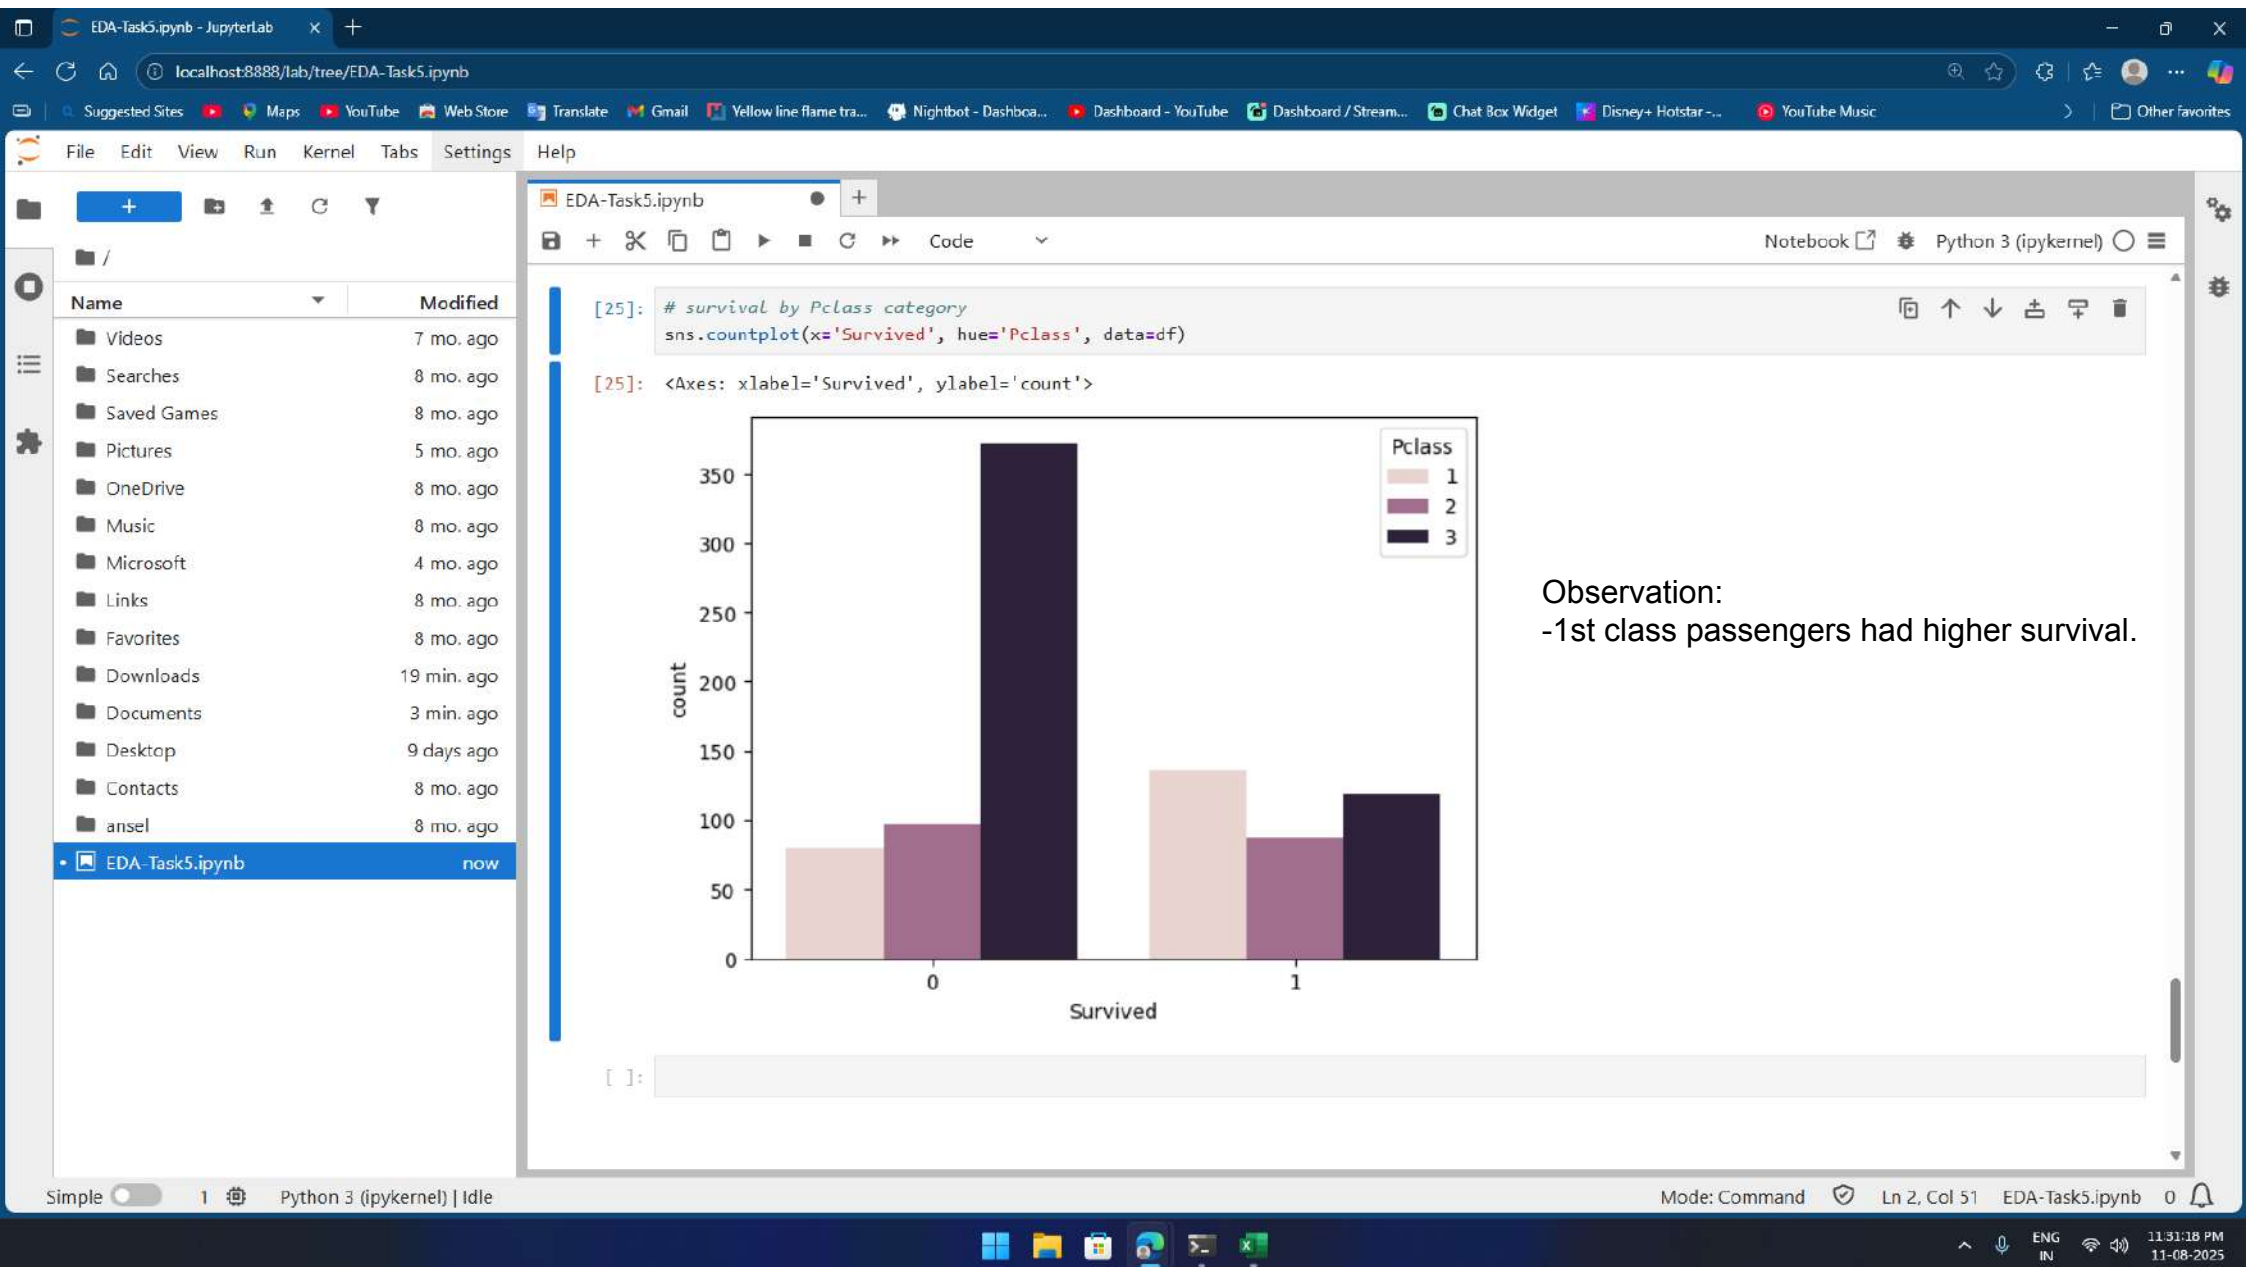 EDA-Task5.ipynb - JupyterLab
localhost:8888/lab/tree/EDA-Task5.ipynb
Suggested Sites Maps YouTube Web Store Translate Gmail Yellow line flame tra... Nightbot - Dashboa... Dashboard - YouTube Dashboard / Stream... Chat Box Widget Disney+ Hotstar -... YouTube Music Other favorites
File Edit View Run Kernel Tabs Settings Help
EDA-Task5.ipynb
Code
Notebook Python 3 (ipykernel)
/
Name Modified
Videos 7 mo. ago
Searches 8 mo. ago
Saved Games 8 mo. ago
Pictures 5 mo. ago
OneDrive 8 mo. ago
Music 8 mo. ago
Microsoft 4 mo. ago
Links 8 mo. ago
Favorites 8 mo. ago
Downloads 19 min. ago
Documents 3 min. ago
Desktop 9 days ago
Contacts 8 mo. ago
ansel 8 mo. ago
EDA-Task5.ipynb now
[25]: # survival by Pclass category
sns.countplot(x='Survived', hue='Pclass', data=df)
[25]: <Axes: xlabel='Survived', ylabel='count'>
Pclass
1
2
3
350
300
250
200
150
100
50
0
count
0 1
Survived
Observation:
-1st class passengers had higher survival.
[ ]:
Simple 1 Python 3 (ipykernel) | Idle
Mode: Command Ln 2, Col 51 EDA-Task5.ipynb 0
ENG
IN
11:31:18 PM
11-08-2025